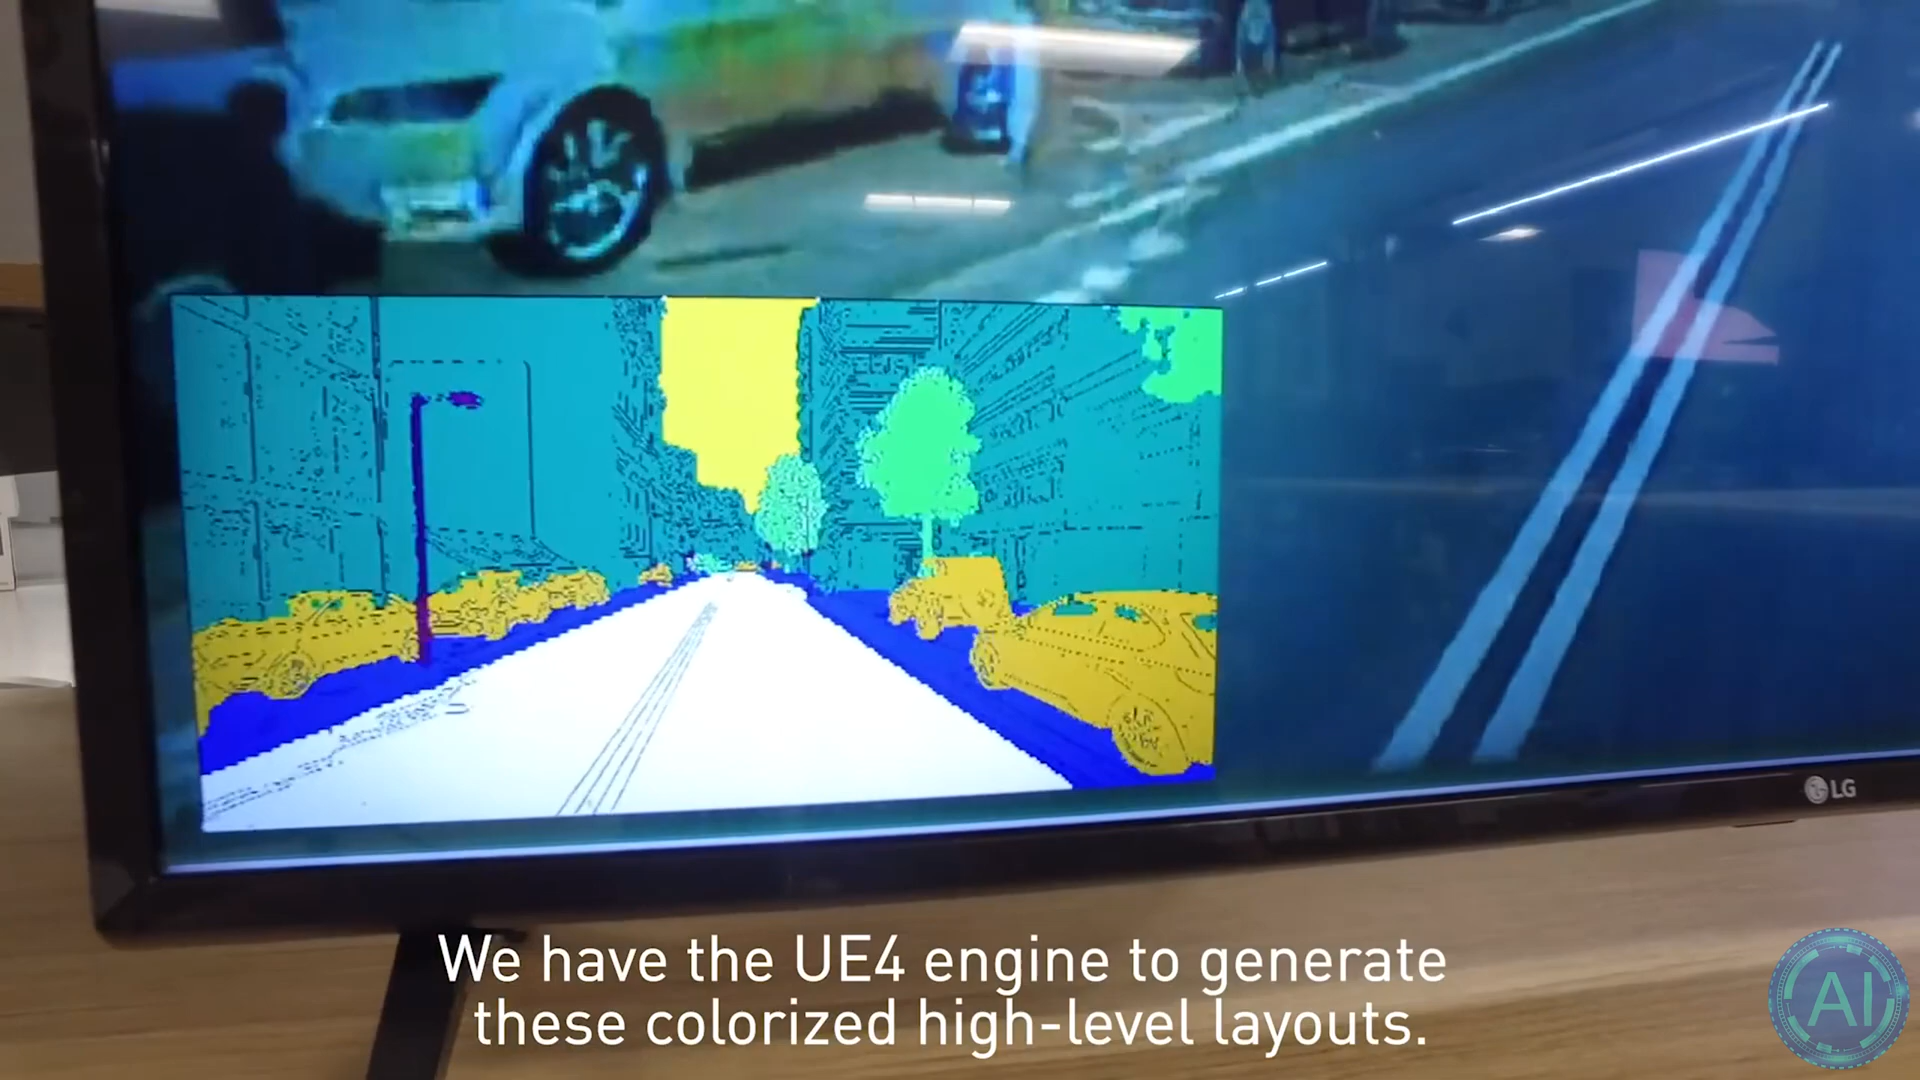 LG
We have the UE4 engine to generate
these colorized high-level layouts.
AI